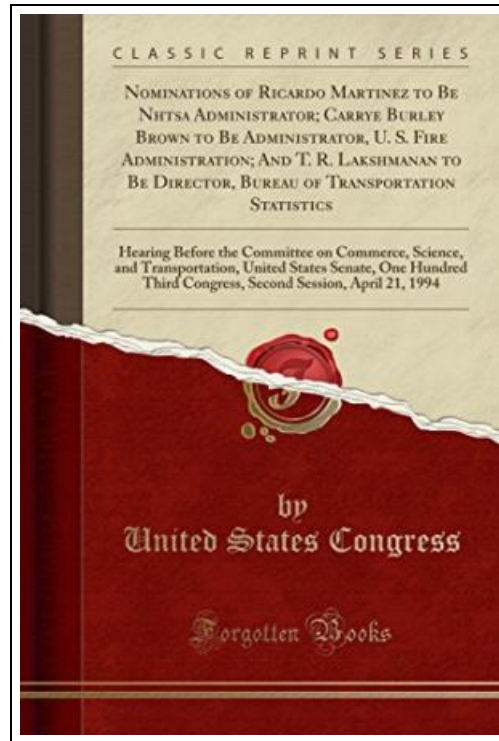 CLASSIC REPRINT SERIES
NOMINATIONS OF RICARDO MARTINEZ TO BE
NHTSA ADMINISTRATOR; CARRYE BURLEY
BROWN TO BE ADMINISTRATOR, U. S. FIRE
ADMINISTRATION; AND T. R. LAKSHMANAN TO
BE DIRECTOR, BUREAU OF TRANSPORTATION
STATISTICS
Hearing Before the Committee on Commerce, Science,
and Transportation, United States Senate, One Hundred
Third Congress, Second Session, April 21, 1994
by
United States Congress
Forgotten Books